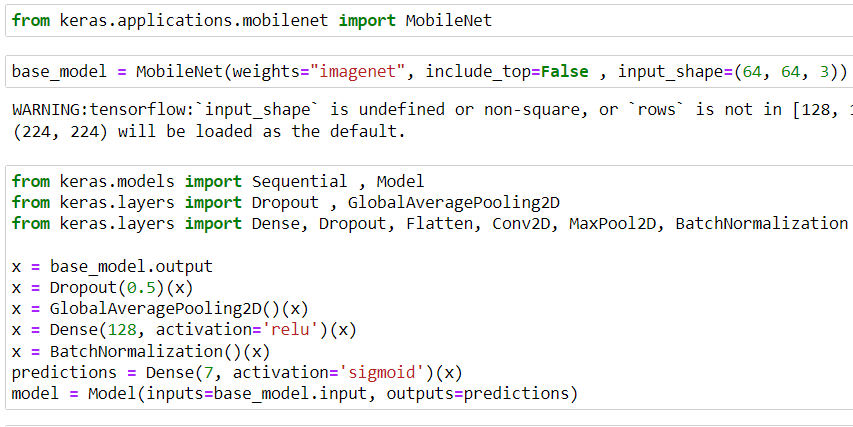 from keras.applications.mobilenet import MobileNet
base_model = MobileNet(weights="imagenet", include_top=False , input_shape=(64, 64, 3))
WARNING:tensorflow:`input_shape` is undefined or non-square, or `rows` is not in [128,
(224, 224) will be loaded as the default.
from keras.models import Sequential , Model
from keras.layers import Dropout , GlobalAveragePooling2D
from keras.layers import Dense, Dropout, Flatten, Conv2D, MaxPool2D, BatchNormalization
x = base_model.output
x = Dropout(0.5)(x)
x = GlobalAveragePooling2D()(x)
x = Dense(128, activation='relu')(x)
x = BatchNormalization()(x)
predictions = Dense(7, activation='sigmoid')(x)
model = Model(inputs=base_model.input, outputs=predictions)